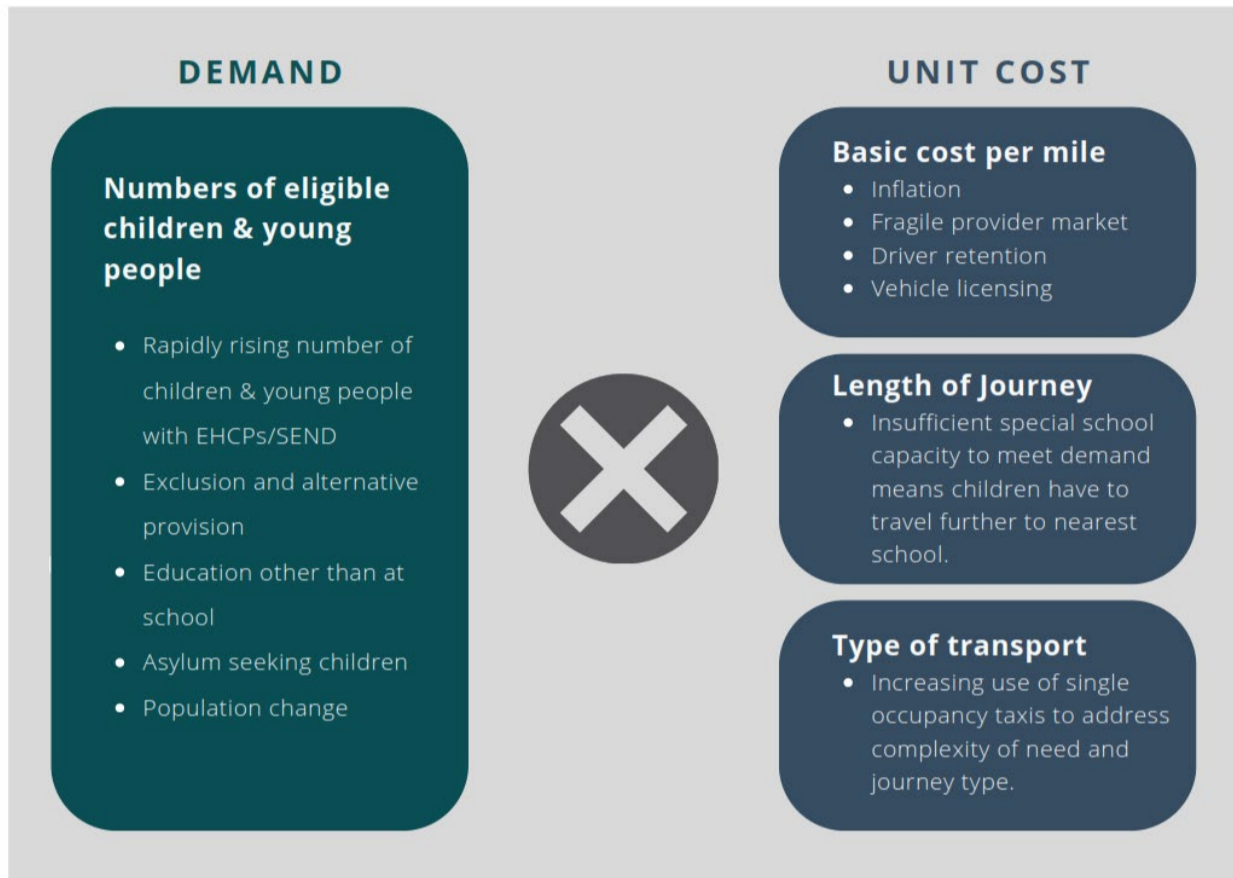 DEMAND
Numbers of eligible
children & young
people
• Rapidly rising number of
children & young people
with EHCPs/SEND
• Exclusion and alternative
provision
• Education other than at
school
• Asylum seeking children
• Population change
UNIT COST
Basic cost per mile
• Inflation
• Fragile provider market
• Driver retention
• Vehicle licensing
Length of Journey
• Insufficient special school
capacity to meet demand
means children have to
travel further to nearest
school.
Type of transport
• Increasing use of single
occupancy taxis to address
complexity of need and
journey type.